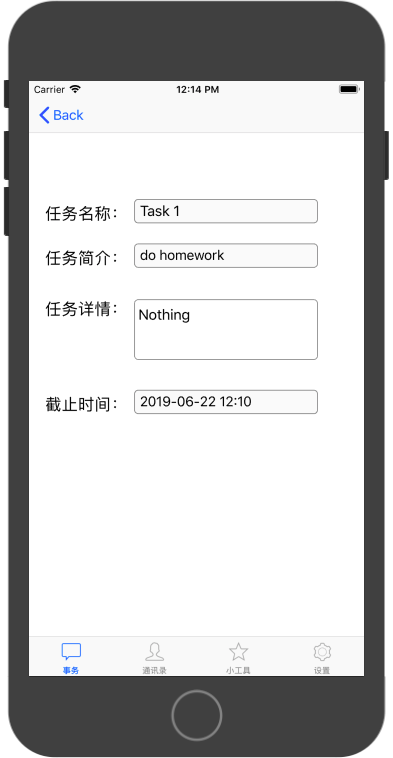 Carrier 12:14 PM
Back
任务名称： Task 1
任务简介： do homework
任务详情： Nothing
截止时间： 2019-06-22 12:10
事务 通讯录 小工具 设置